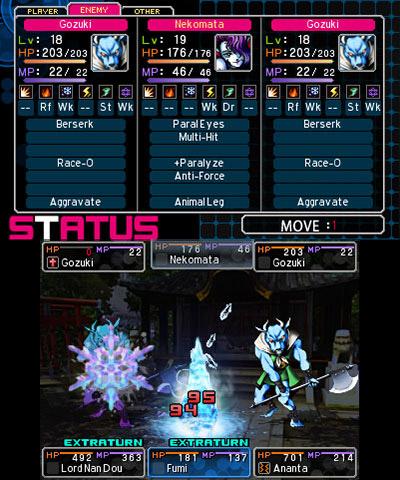 PLAYER ENEMY OTHER
Gozuki Nekomata Gozuki
Lv: 18 Lv: 19 Lv: 18
HP:203/203 HP:176/176 HP:203/203
MP: 22/ 22 MP: 46/ 46 MP: 22/ 22
-- Rf Wk -- St Wk -- -- -- Wk Dr -- -- Rf Wk -- St Wk
Berserk ParalEyes Berserk
Multi-Hit
Race-O +Paralyze Race-O
Anti-Force
Aggravate Animal Leg Aggravate
STATUS
MOVE :1
HP 0 MP 22 HP 176 MP 46 HP 203 MP 22
Gozuki Nekomata Gozuki
95
94
EXTRATURN EXTRATURN
HP 492 MP 363 HP 181 MP 137 HP 701 MP 214
Lord Nan Dou Fumi Ananta